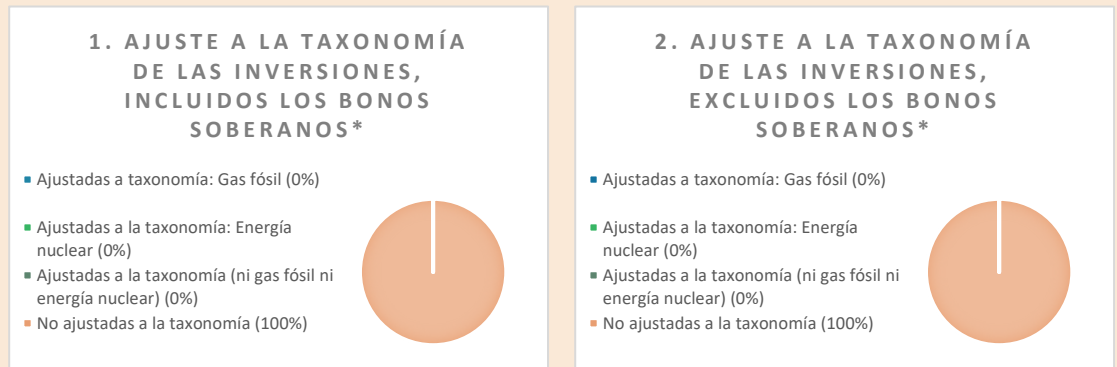 1. AJUSTE A LA TAXONOMÍA
DE LAS INVERSIONES,
INCLUIDOS LOS BONOS
SOBERANOS*
Ajustadas a taxonomía: Gas fósil (0%)
Ajustadas a la taxonomía: Energía
nuclear (0%)
Ajustadas a la taxonomía (ni gas fósil ni
energía nuclear) (0%)
No ajustadas a la taxonomía (100%)
2. AJUSTE A LA TAXONOMÍA
DE LAS INVERSIONES,
EXCLUIDOS LOS BONOS
SOBERANOS*
Ajustadas a taxonomía: Gas fósil (0%)
Ajustadas a la taxonomía: Energía
nuclear (0%)
Ajustadas a la taxonomía (ni gas fósil ni
energía nuclear) (0%)
No ajustadas a la taxonomía (100%)